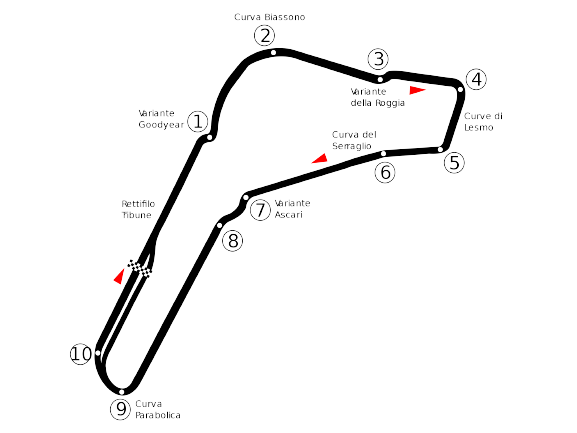 Curva Biassono
2
3
4
Variante
della Roggia
Variante
Goodyear
1
Curve di
Lesmo
Curva del
Serraglio
5
6
Rettifilo
Tibune
7
Variante
Ascari
8
10
9
Curva
Parabolica